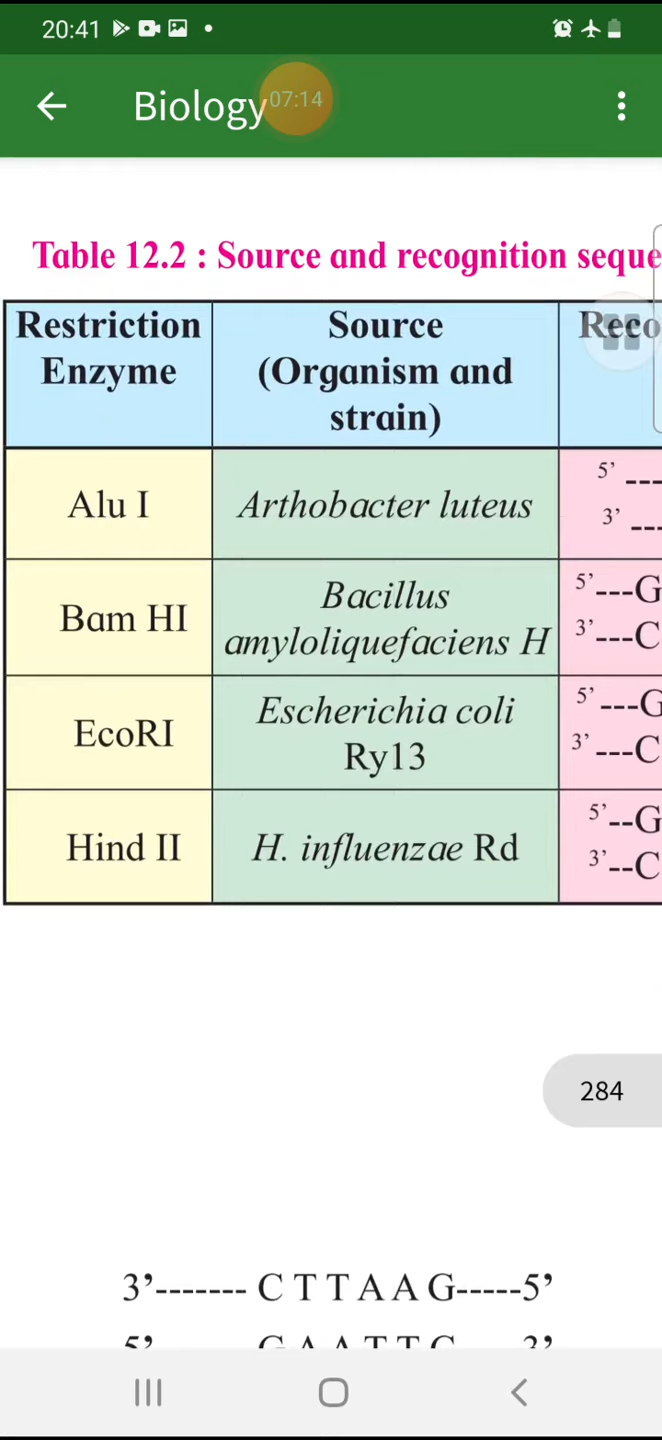 20:41
Biology
07:14
Table 12.2 : Source and recognition seque
Restriction Enzyme
Source (Organism and strain)
Reco
Alu I
Arthobacter luteus
5’ ---
3’ ---
Bam HI
Bacillus amyloliquefaciens H
5’---G
3’---C
EcoRI
Escherichia coli Ry13
5’ ---G
3’ ---C
Hind II
H. influenzae Rd
5’--G
3’--C
284
3’------- C T T A A G-----5’